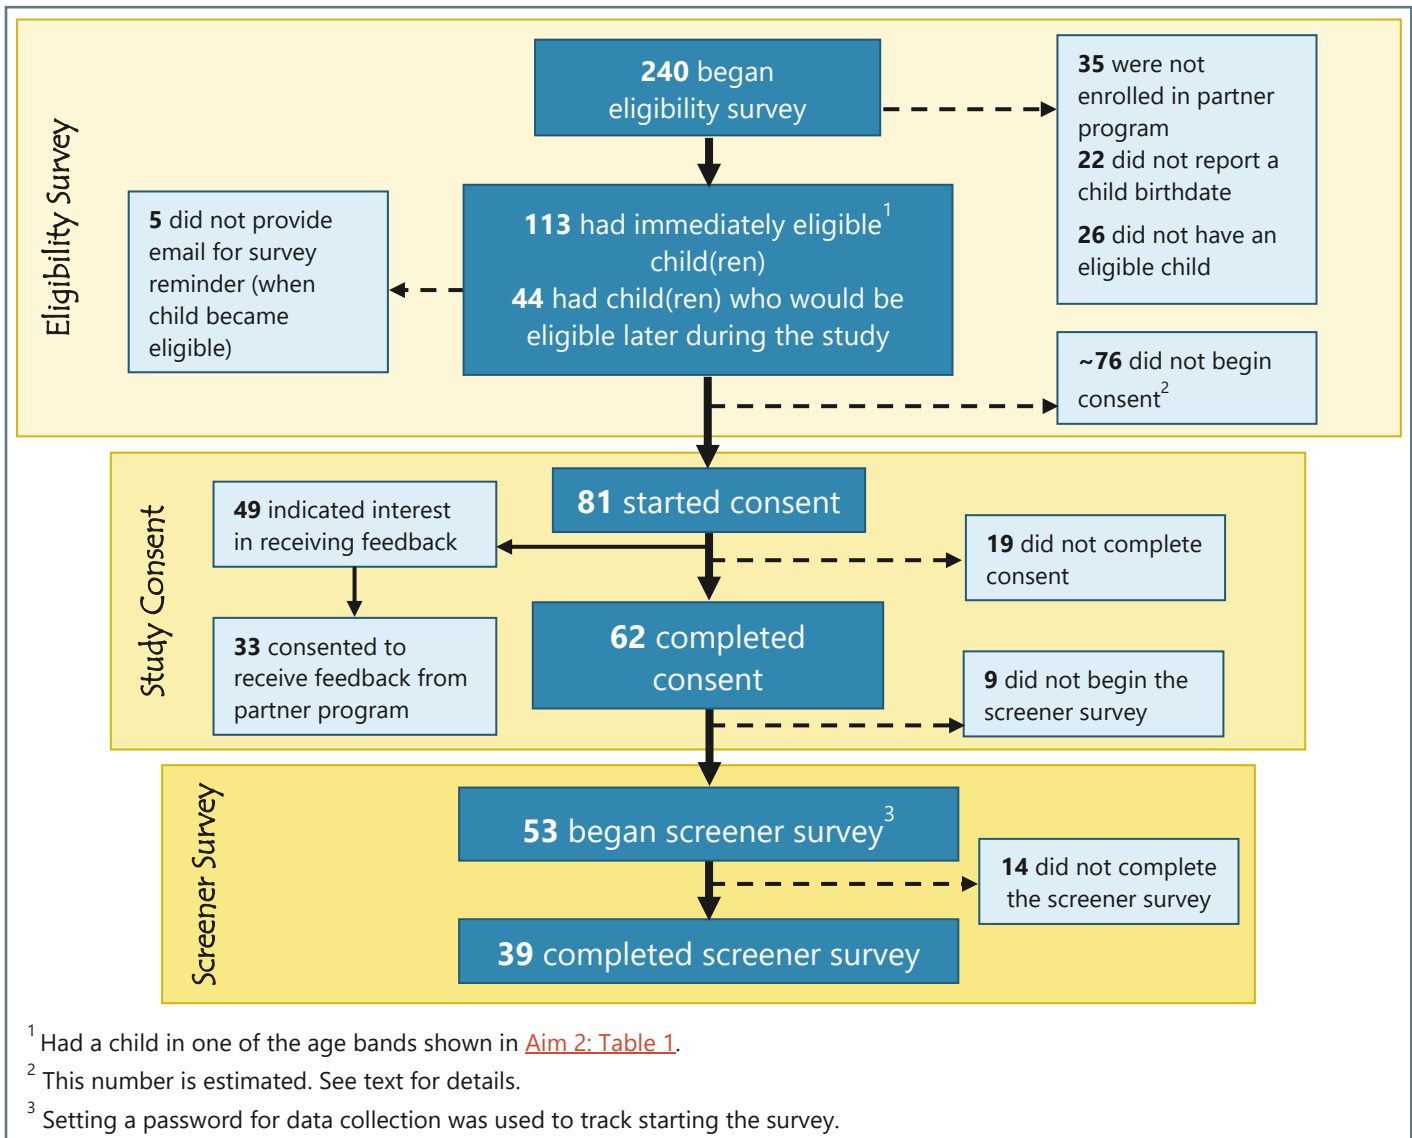 Eligibility Survey
240 began
eligibility survey
35 were not
enrolled in partner
program
22 did not report a
child birthdate
26 did not have an
eligible child
113 had immediately eligible1
child(ren)
44 had child(ren) who would be
eligible later during the study
5 did not provide
email for survey
reminder (when
child became
eligible)
~76 did not begin
consent2
Study Consent
81 started consent
49 indicated interest
in receiving feedback
19 did not complete
consent
33 consented to
receive feedback from
partner program
62 completed
consent
9 did not begin the
screener survey
Screener Survey
53 began screener survey3
14 did not complete
the screener survey
39 completed screener survey
1 Had a child in one of the age bands shown in Aim 2: Table 1.
2 This number is estimated. See text for details.
3 Setting a password for data collection was used to track starting the survey.